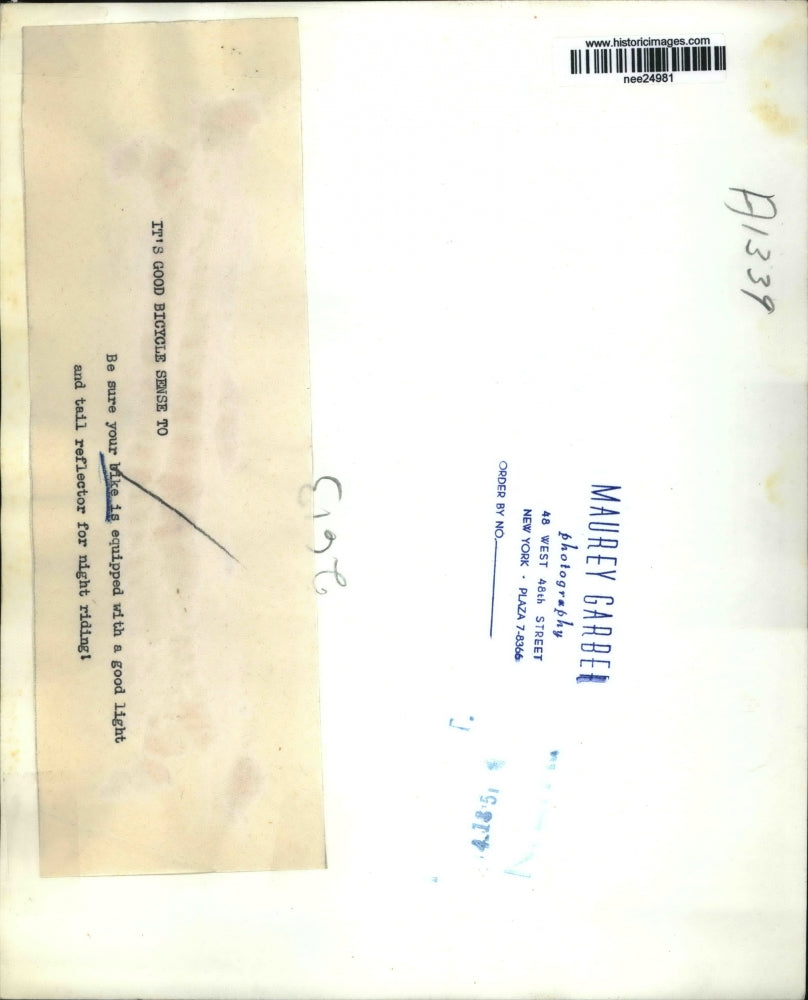 www.historicimages.com
nee24981
A1339
MAUREY GARBER
photography
48 WEST 48th STREET
NEW YORK · PLAZA 7-8366
ORDER BY NO.
IT'S GOOD BICYCLE SENSE TO
Be sure your bike is equipped with a good light
and tail reflector for night riding!